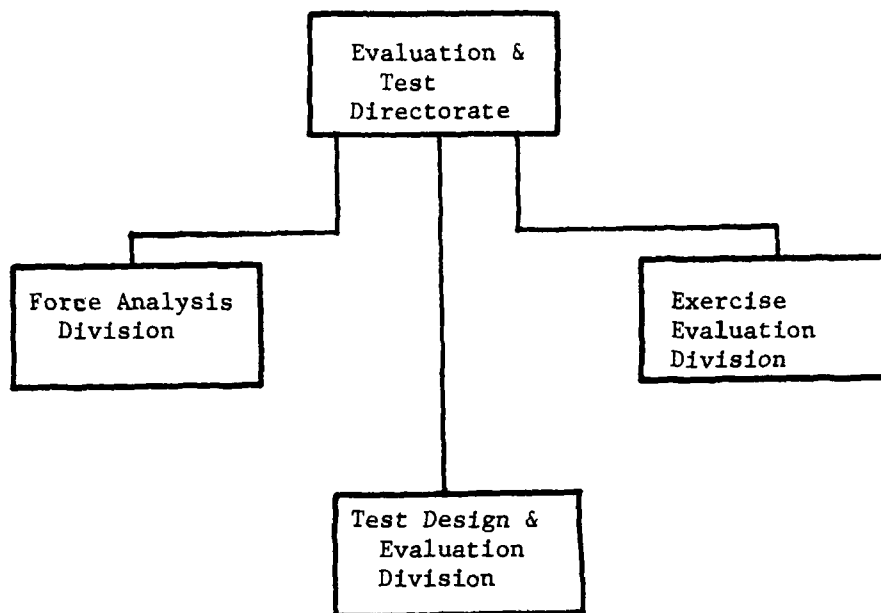 Evaluation &
Test
Directorate
Force Analysis
Division
Exercise
Evaluation
Division
Test Design &
Evaluation
Division